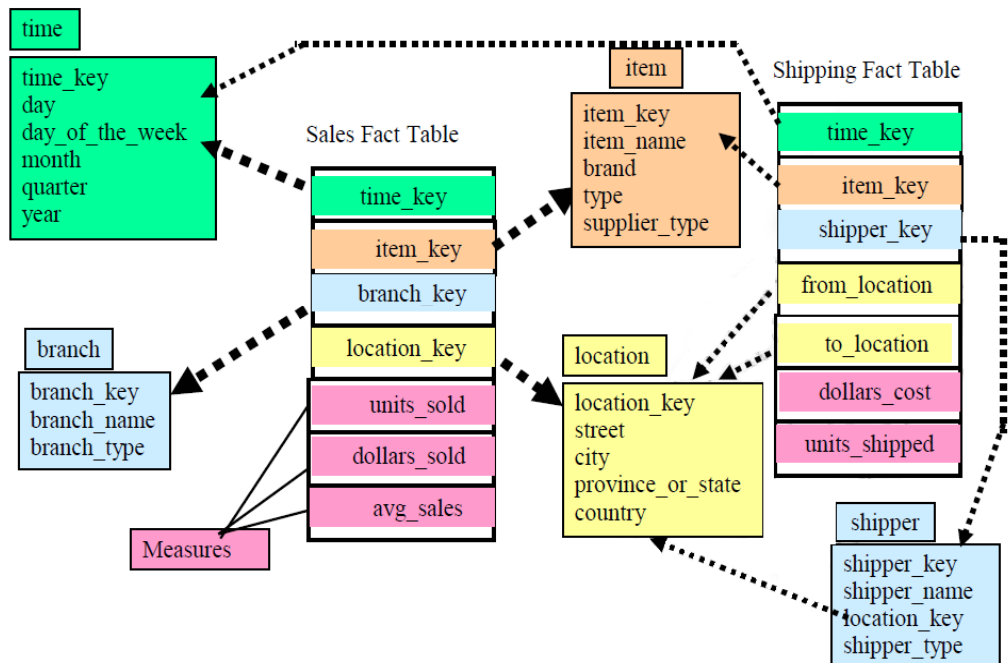 time
time_key
day
day_of_the_week
month
quarter
year
Sales Fact Table
time_key
item_key
branch_key
location_key
units_sold
dollars_sold
avg_sales
Measures
branch
branch_key
branch_name
branch_type
item
item_key
item_name
brand
type
supplier_type
location
location_key
street
city
province_or_state
country
Shipping Fact Table
time_key
item_key
shipper_key
from_location
to_location
dollars_cost
units_shipped
shipper
shipper_key
shipper_name
location_key
shipper_type